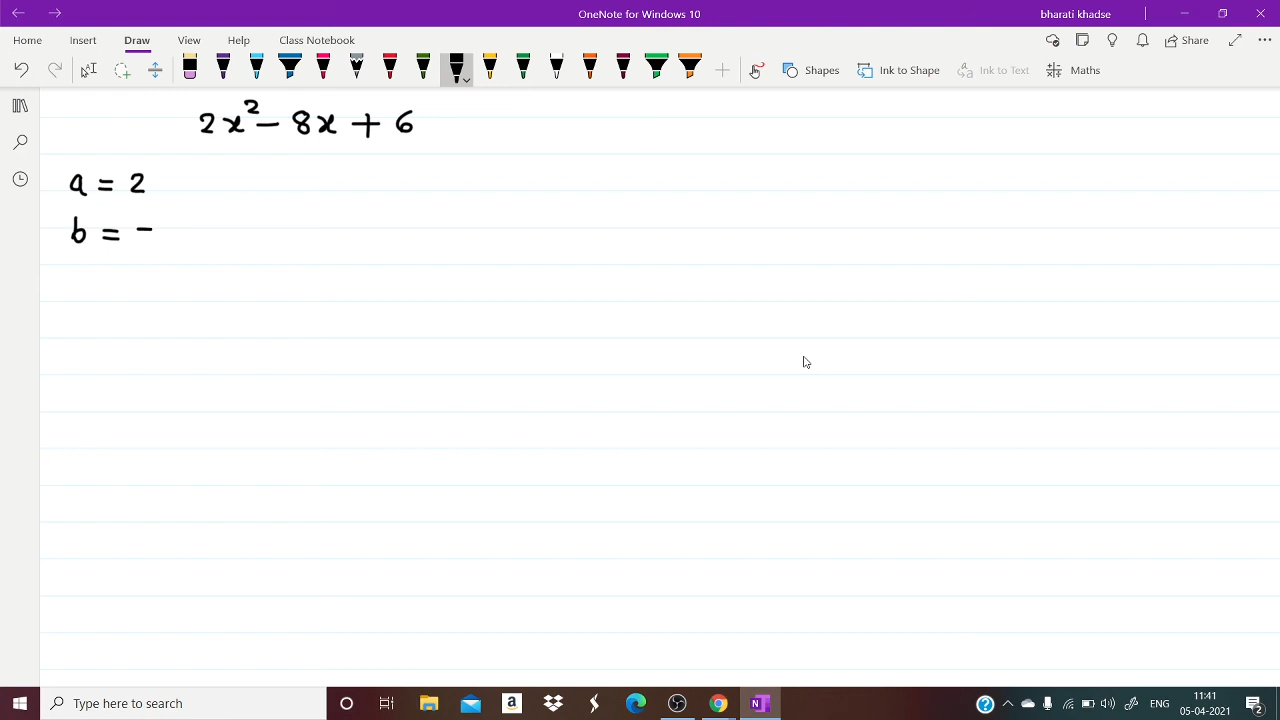 OneNote for Windows 10
bharati khadse
Home Insert Draw View Help Class Notebook
Share
Shapes
Ink to Shape
Ink to Text
Maths
2x² - 8x + 6
a = 2
b = -
Type here to search
ENG
11:41
05-04-2021
2